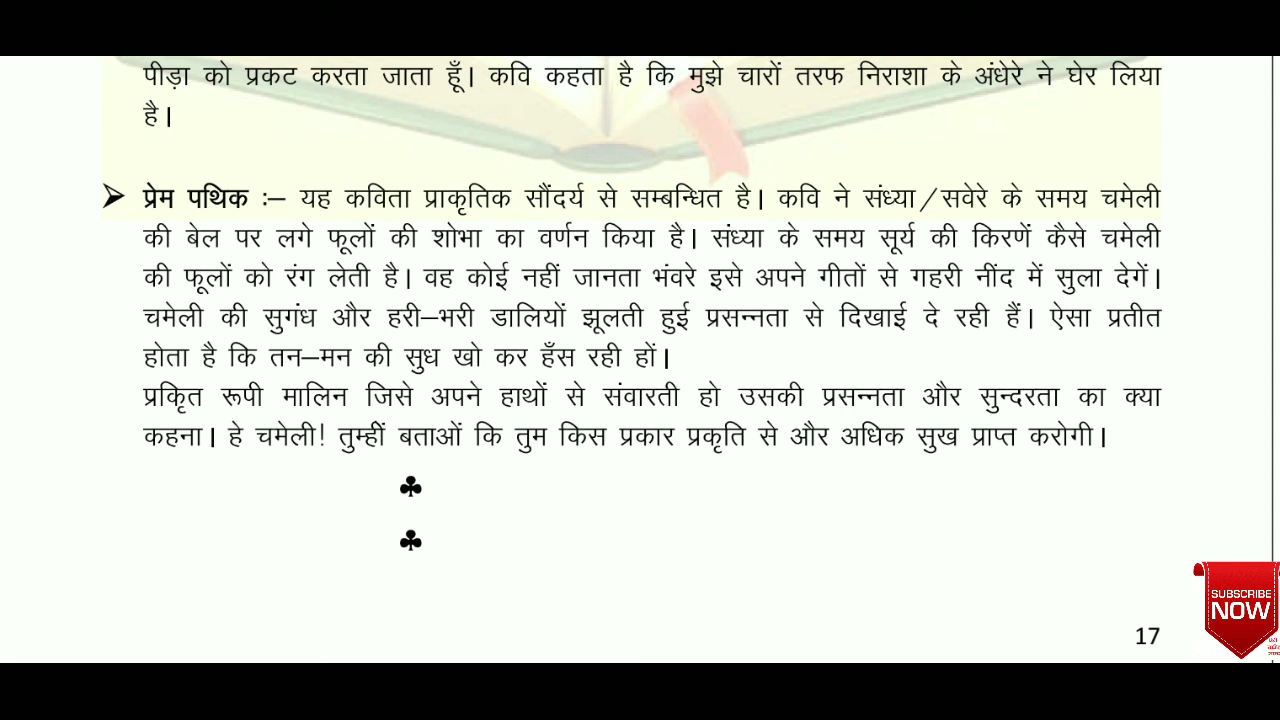 पीड़ा को प्रकट करता जाता हूँ। कवि कहता है कि मुझे चारों तरफ निराशा के अंधेरे ने घेर लिया
है।
➤ प्रेम पथिक :– यह कविता प्राकृतिक सौंदर्य से सम्बन्धित है। कवि ने संध्या/सवेरे के समय चमेली
की बेल पर लगे फूलों की शोभा का वर्णन किया है। संध्या के समय सूर्य की किरणें कैसे चमेली
की फूलों को रंग लेती है। वह कोई नहीं जानता भंवरे इसे अपने गीतों से गहरी नींद में सुला देगें।
चमेली की सुगंध और हरी–भरी डालियों झूलती हुई प्रसन्नता से दिखाई दे रही हैं। ऐसा प्रतीत
होता है कि तन–मन की सुध खो कर हँस रही हों।
प्रकिृत रूपी मालिन जिसे अपने हाथों से संवारती हो उसकी प्रसन्नता और सुन्दरता का क्या
कहना। हे चमेली! तुम्हीं बताओं कि तुम किस प्रकार प्रकृति से और अधिक सुख प्राप्त करोगी।
♣
♣
SUBSCRIBE
NOW
17